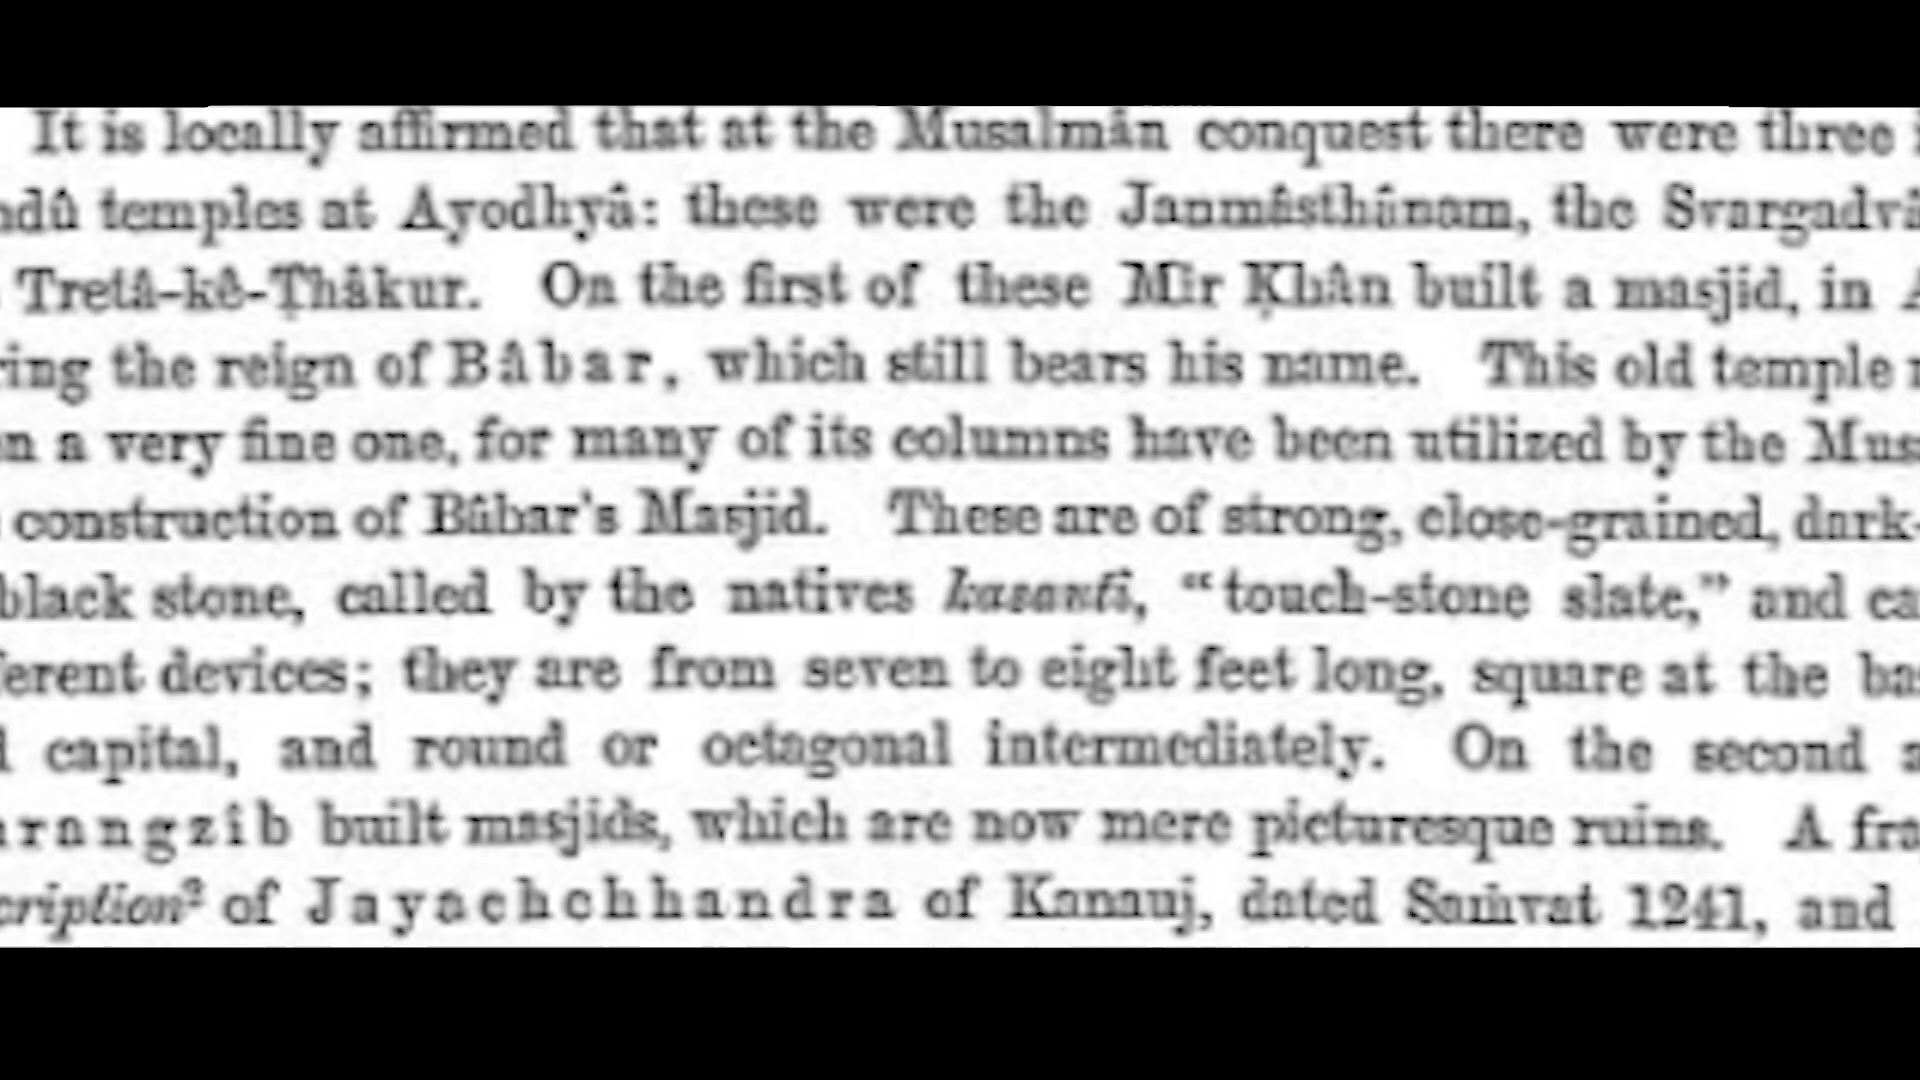 It is locally affirmed that at the Musalmân conquest there were three
ndû temples at Ayodhyâ: these were the Janmâsthânam, the Svargadvâ
Tretâ-kê-Ṭhâkur. On the first of these Mîr Ḳhân built a masjid, in A
ring the reign of Bâbar, which still bears his name. This old temple
n a very fine one, for many of its columns have been utilized by the Mus
construction of Bâbar's Masjid. These are of strong, close-grained, dark-
black stone, called by the natives kasautî, “touch-stone slate,” and ca
ferent devices; they are from seven to eight feet long, square at the bas
capital, and round or octagonal intermediately. On the second a
rangzîb built masjids, which are now mere picturesque ruins. A fra
cription² of Jayachchhandra of Kanauj, dated Saṁvat 1241, and